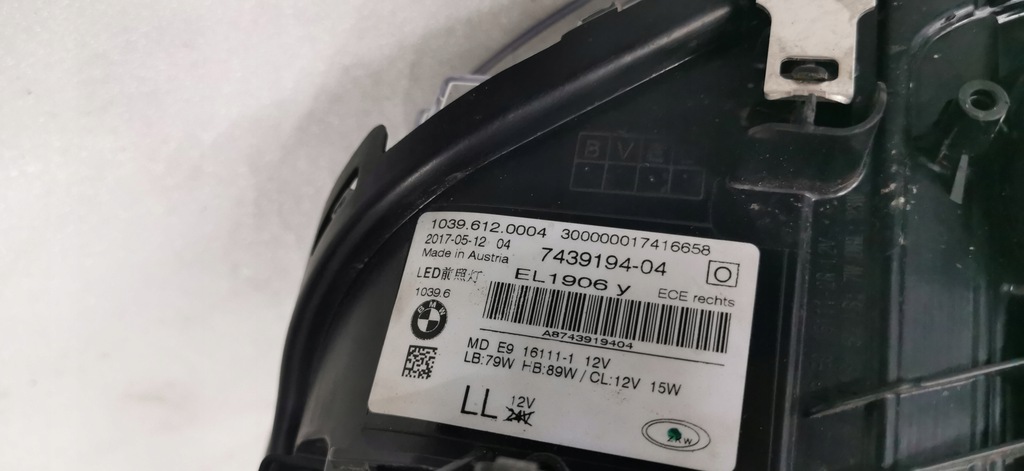 B V
1039.612.0004 300000017416658
2017-05-12 04
7439194-04
Made in Austria
LED前照灯
EL1906 y
ECE rechts
1039.6
BMW
A8743919404
MD E9 16111-1 12V
LB:79W HB:89W / CL:12V 15W
LL 12V
24V